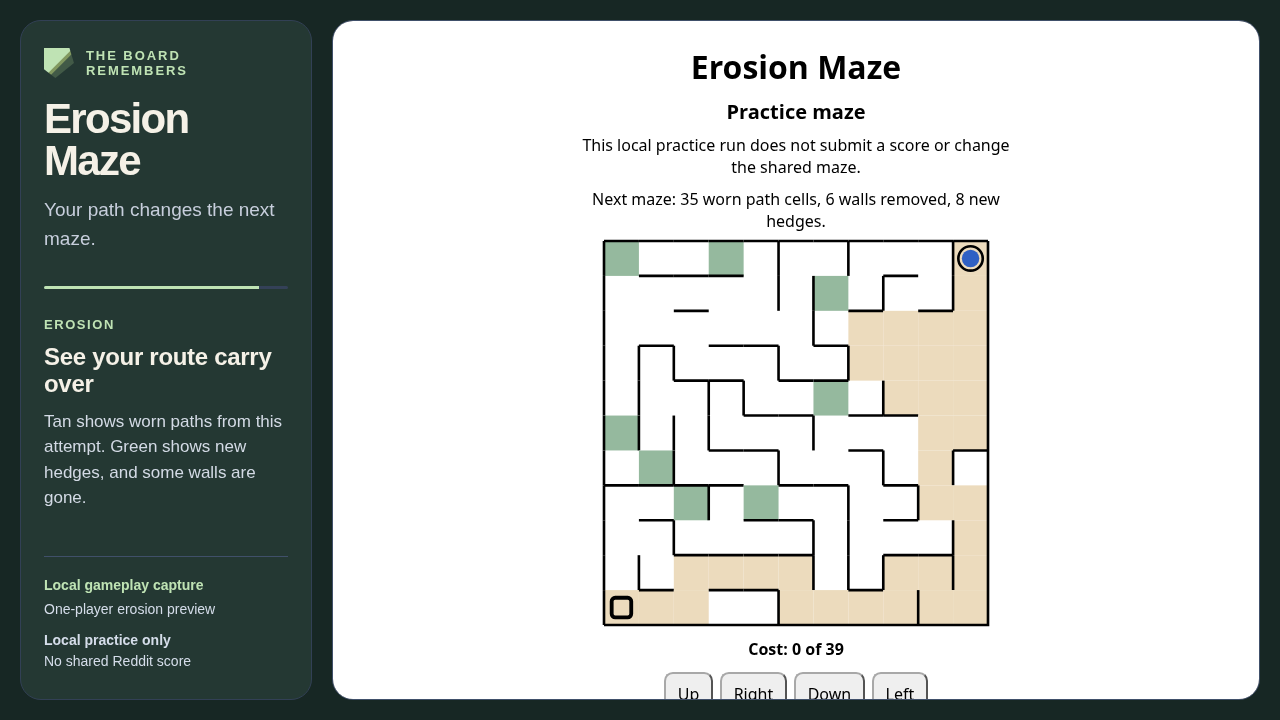 THE BOARD
REMEMBERS
Erosion
Maze
Your path changes the next
maze.
EROSION
See your route carry
over
Tan shows worn paths from this
attempt. Green shows new
hedges, and some walls are
gone.
Local gameplay capture
One-player erosion preview
Local practice only
No shared Reddit score
Erosion Maze
Practice maze
This local practice run does not submit a score or change
the shared maze.
Next maze: 35 worn path cells, 6 walls removed, 8 new
hedges.
Cost: 0 of 39
Up Right Down Left